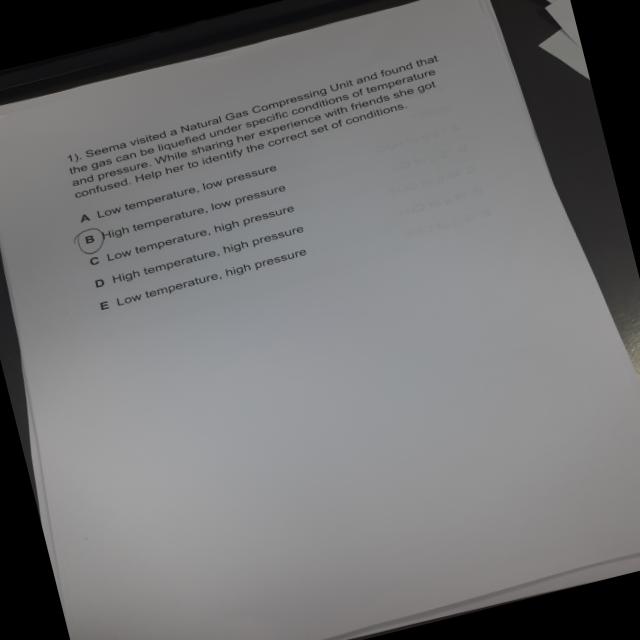 1). Seema visited a Natural Gas Compressing Unit and found that
the gas can be liquefied under specific conditions of temperature
and pressure. While sharing her experience with friends she got
confused. Help her to identify the correct set of conditions.
A Low temperature, low pressure
B High temperature, low pressure
C Low temperature, high pressure
D High temperature, high pressure
E Low temperature, high pressure